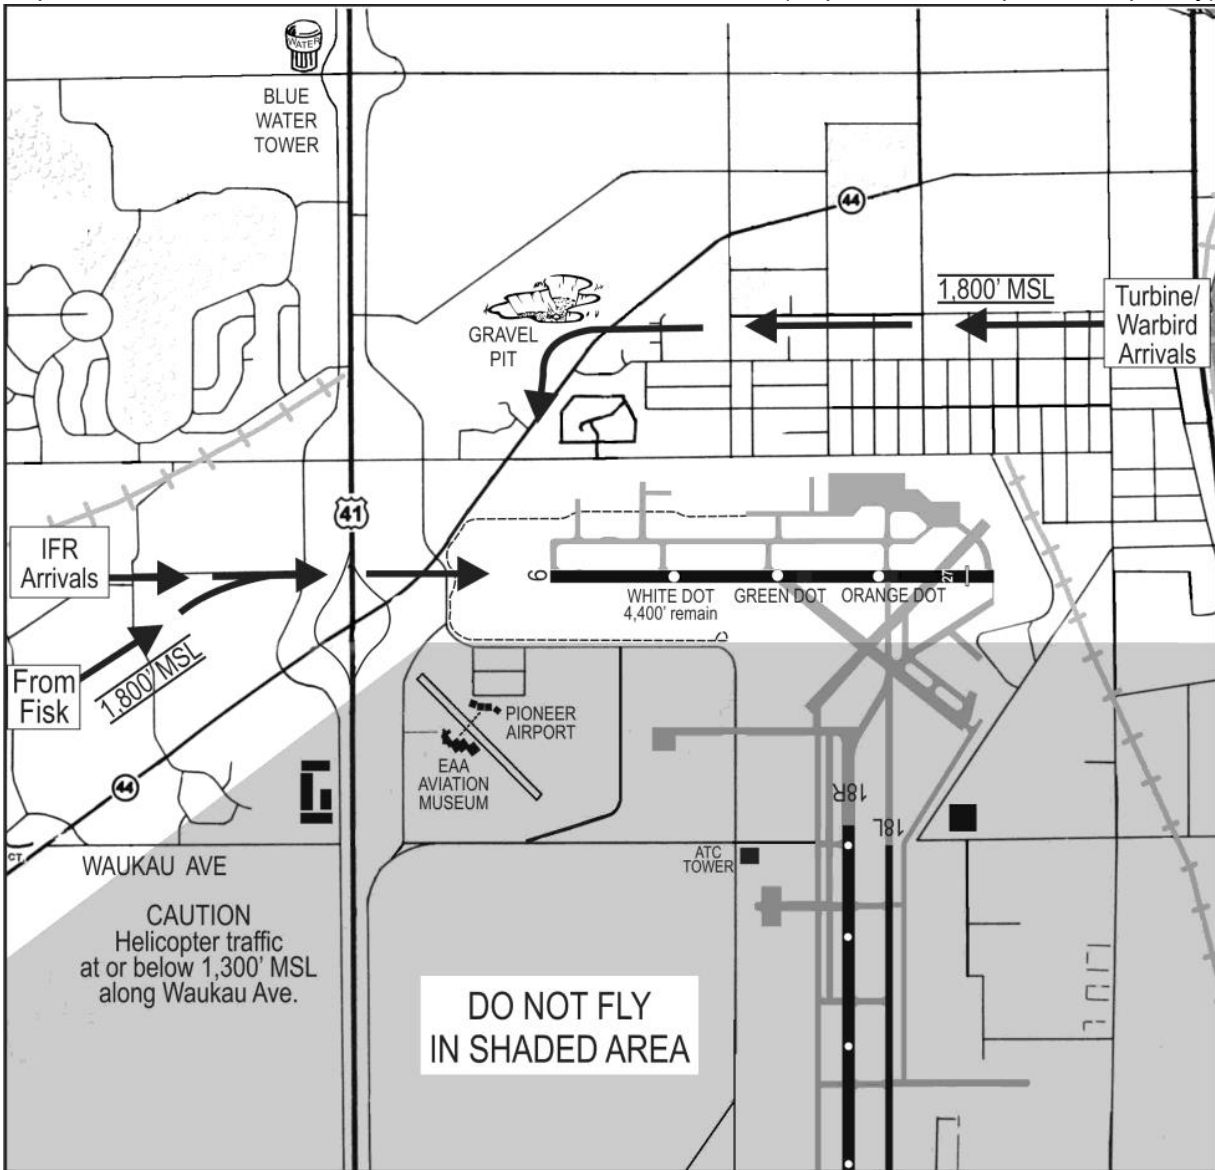 WATER
BLUE
WATER
TOWER
44
1,800' MSL
Turbine/
Warbird
Arrivals
GRAVEL
PIT
41
IFR
Arrivals
9
27
WHITE DOT
4,400' remain
GREEN DOT
ORANGE DOT
From
Fisk
1,800' MSL
PIONEER
AIRPORT
EAA
AVIATION
MUSEUM
44
18R
18L
CT.
WAUKAU AVE
ATC
TOWER
CAUTION
Helicopter traffic
at or below 1,300' MSL
along Waukau Ave.
DO NOT FLY
IN SHADED AREA